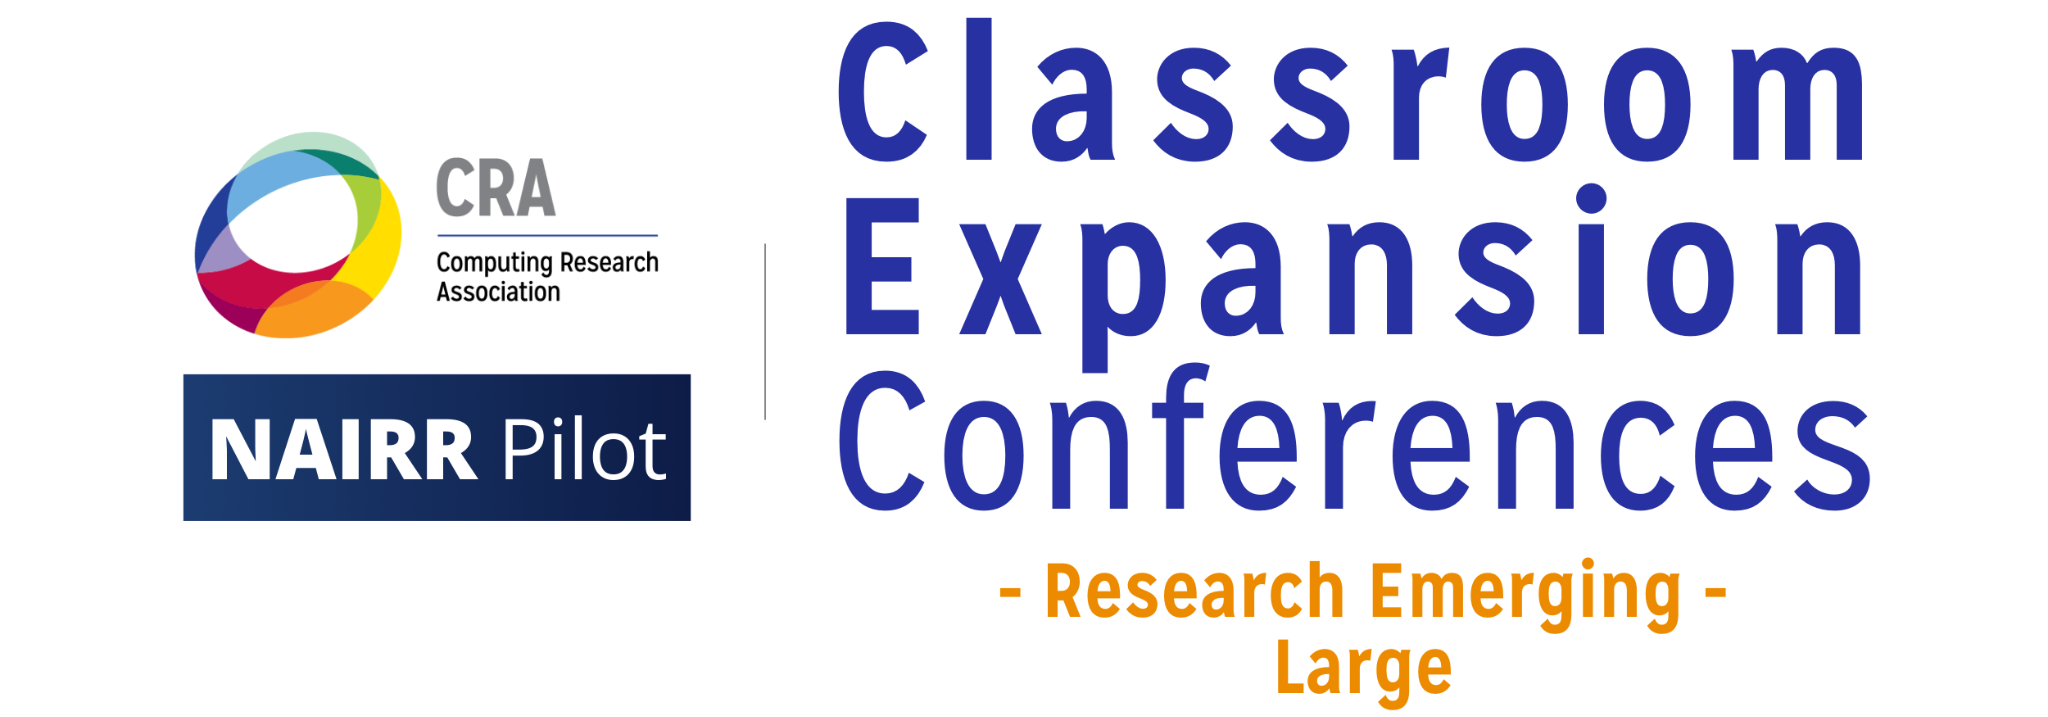 CRA
Computing Research
Association
NAIRR Pilot
Classroom
Expansion
Conferences
- Research Emerging -
Large